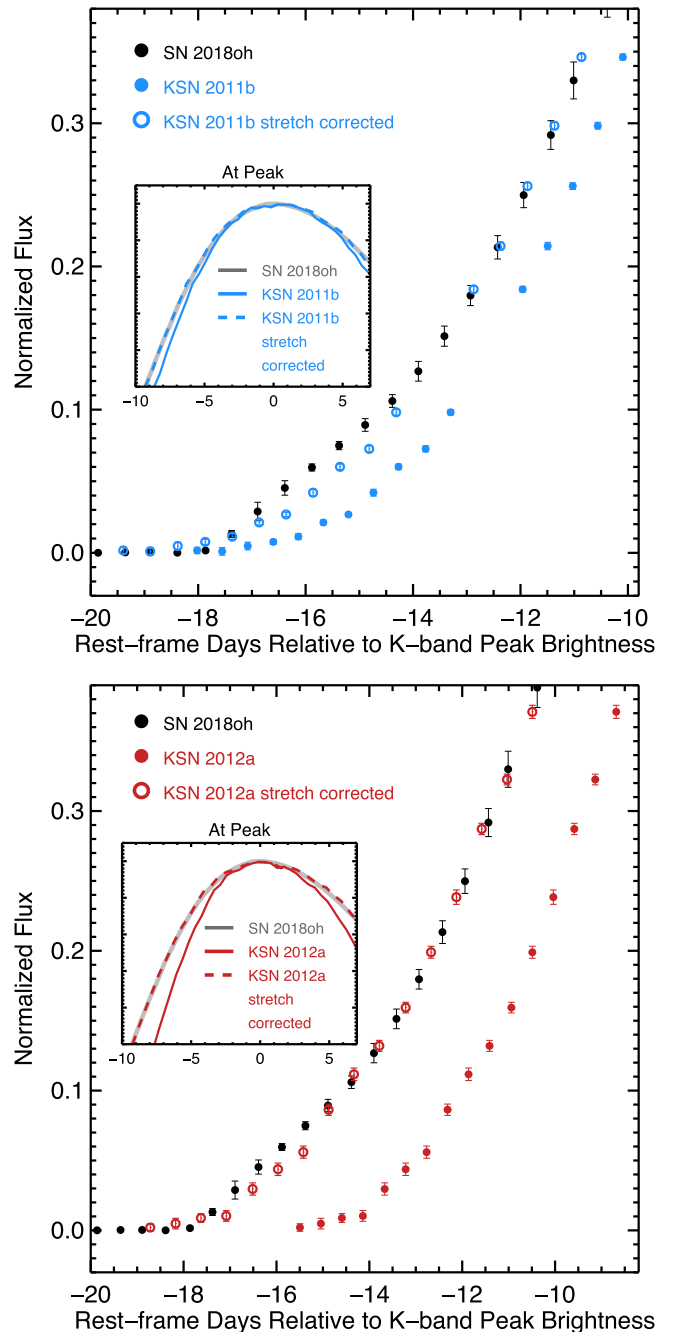 SN 2018oh
KSN 2011b
KSN 2011b stretch corrected
At Peak
SN 2018oh
KSN 2011b
KSN 2011b
stretch
corrected
−10 −5 0 5
0.3
0.2
0.1
0.0
Normalized Flux
−20 −18 −16 −14 −12 −10
Rest−frame Days Relative to K−band Peak Brightness
SN 2018oh
KSN 2012a
KSN 2012a stretch corrected
At Peak
SN 2018oh
KSN 2012a
KSN 2012a
stretch
corrected
−10 −5 0 5
0.3
0.2
0.1
0.0
Normalized Flux
−20 −18 −16 −14 −12 −10
Rest−frame Days Relative to K−band Peak Brightness